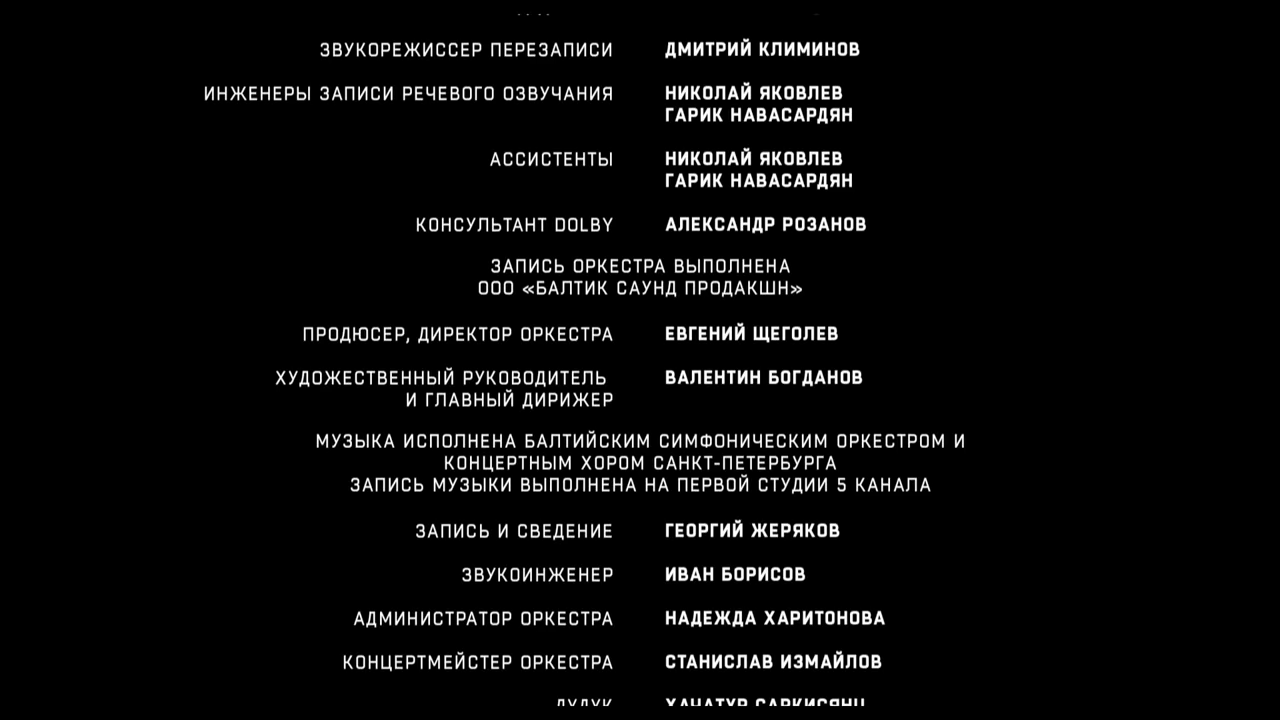 ЗВУКОРЕЖИССЕР ПЕРЕЗАПИСИ ДМИТРИЙ КЛИМИНОВ
ИНЖЕНЕРЫ ЗАПИСИ РЕЧЕВОГО ОЗВУЧАНИЯ НИКОЛАЙ ЯКОВЛЕВ
ГАРИК НАВАСАРДЯН
АССИСТЕНТЫ НИКОЛАЙ ЯКОВЛЕВ
ГАРИК НАВАСАРДЯН
КОНСУЛЬТАНТ DOLBY АЛЕКСАНДР РОЗАНОВ
ЗАПИСЬ ОРКЕСТРА ВЫПОЛНЕНА
ООО «БАЛТИК САУНД ПРОДАКШН»
ПРОДЮСЕР, ДИРЕКТОР ОРКЕСТРА ЕВГЕНИЙ ЩЕГОЛЕВ
ХУДОЖЕСТВЕННЫЙ РУКОВОДИТЕЛЬ ВАЛЕНТИН БОГДАНОВ
И ГЛАВНЫЙ ДИРИЖЕР
МУЗЫКА ИСПОЛНЕНА БАЛТИЙСКИМ СИМФОНИЧЕСКИМ ОРКЕСТРОМ И
КОНЦЕРТНЫМ ХОРОМ САНКТ-ПЕТЕРБУРГА
ЗАПИСЬ МУЗЫКИ ВЫПОЛНЕНА НА ПЕРВОЙ СТУДИИ 5 КАНАЛА
ЗАПИСЬ И СВЕДЕНИЕ ГЕОРГИЙ ЖЕРЯКОВ
ЗВУКОИНЖЕНЕР ИВАН БОРИСОВ
АДМИНИСТРАТОР ОРКЕСТРА НАДЕЖДА ХАРИТОНОВА
КОНЦЕРТМЕЙСТЕР ОРКЕСТРА СТАНИСЛАВ ИЗМАЙЛОВ
ДУДУК ХАЧАТУР САРКИСЯНЦ